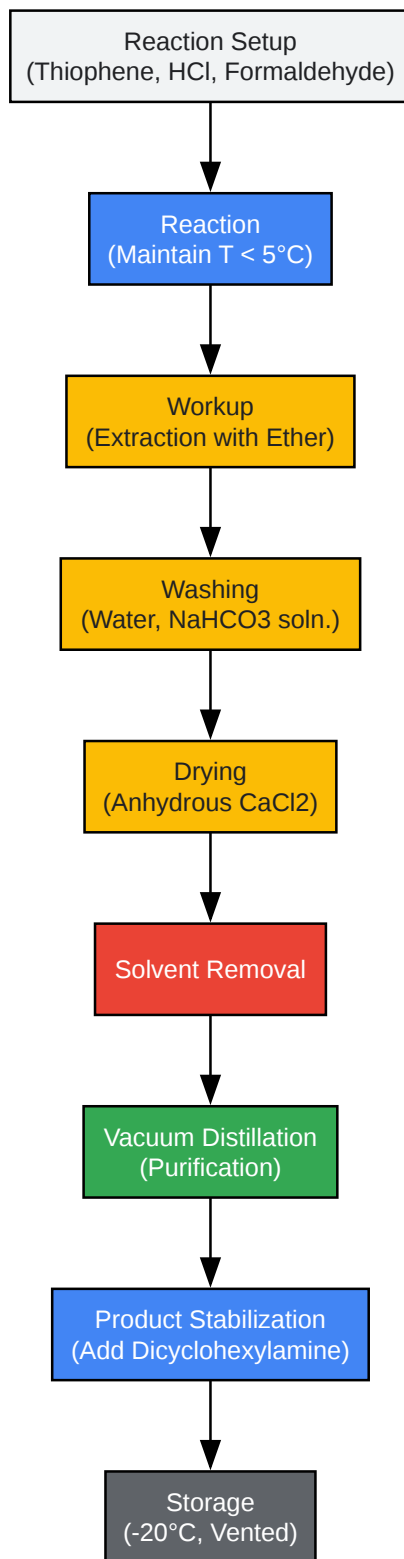 Reaction Setup
(Thiophene, HCl, Formaldehyde)
Reaction
(Maintain T < 5°C)
Workup
(Extraction with Ether)
Washing
(Water, NaHCO3 soln.)
Drying
(Anhydrous CaCl2)
Solvent Removal
Vacuum Distillation
(Purification)
Product Stabilization
(Add Dicyclohexylamine)
Storage
(-20°C, Vented)